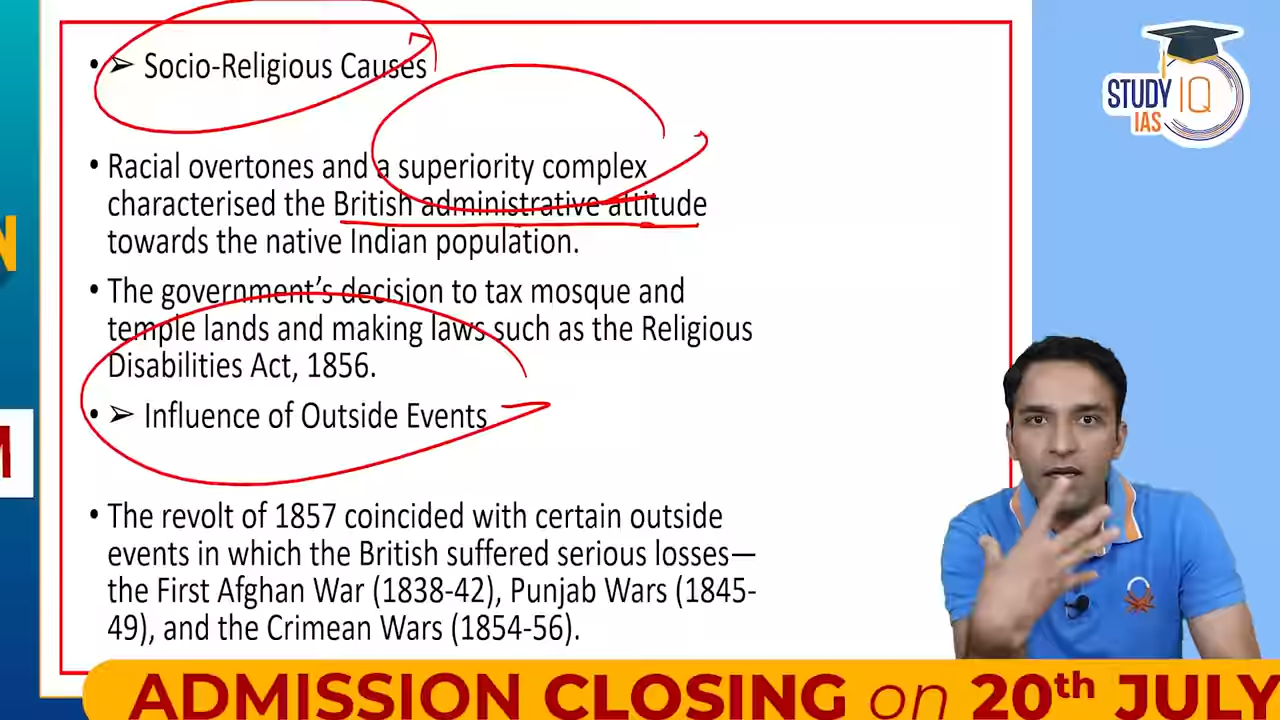 • ➢ Socio-Religious Causes
• Racial overtones and a superiority complex
characterised the British administrative attitude
towards the native Indian population.
• The government’s decision to tax mosque and
temple lands and making laws such as the Religious
Disabilities Act, 1856.
• ➢ Influence of Outside Events
• The revolt of 1857 coincided with certain outside
events in which the British suffered serious losses—
the First Afghan War (1838-42), Punjab Wars (1845-
49), and the Crimean Wars (1854-56).
STUDY IQ
IAS
N
M
ADMISSION CLOSING on 20th JULY